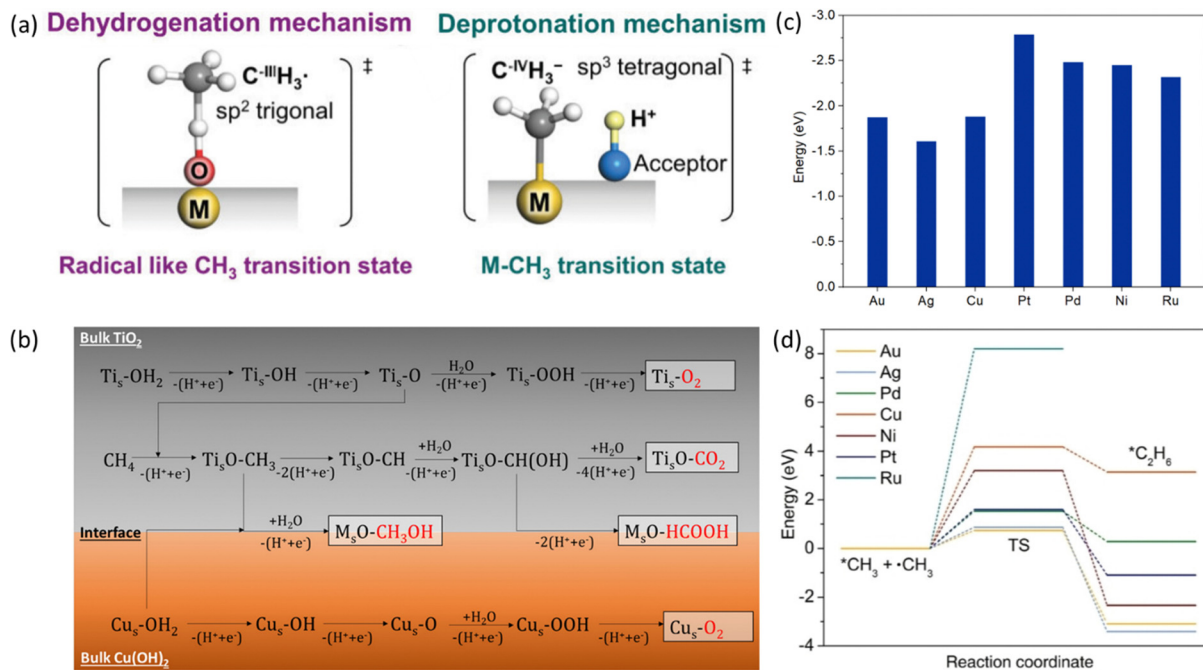 (a)
Dehydrogenation mechanism
C-IIIH3·
sp2 trigonal
‡
O
M
Radical like CH3 transition state
Deprotonation mechanism
C-IVH3−
sp3 tetragonal
‡
H+
Acceptor
M
M-CH3 transition state
(b)
Bulk TiO2
Tis-OH2 -(H++e-) Tis-OH -(H++e-) Tis-O H2O -(H++e-) Tis-OOH -(H++e-) Tis-O2
CH4 -(H++e-) TisO-CH3 -2(H++e-) TisO-CH +H2O -(H++e-) TisO-CH(OH) +H2O -4(H++e-) TisO-CO2
Interface
+H2O -(H++e-) MsO-CH3OH
-2(H++e-) MsO-HCOOH
Cus-OH2 -(H++e-) Cus-OH -(H++e-) Cus-O +H2O -(H++e-) Cus-OOH -(H++e-) Cus-O2
Bulk Cu(OH)2
(c)
Energy (eV)
-3.0
-2.5
-2.0
-1.5
-1.0
-0.5
0.0
Au Ag Cu Pt Pd Ni Ru
(d)
Energy (eV)
8
6
4
2
0
-2
-4
Au
Ag
Pd
Cu
Ni
Pt
Ru
*C2H6
*CH3 + ·CH3
TS
Reaction coordinate